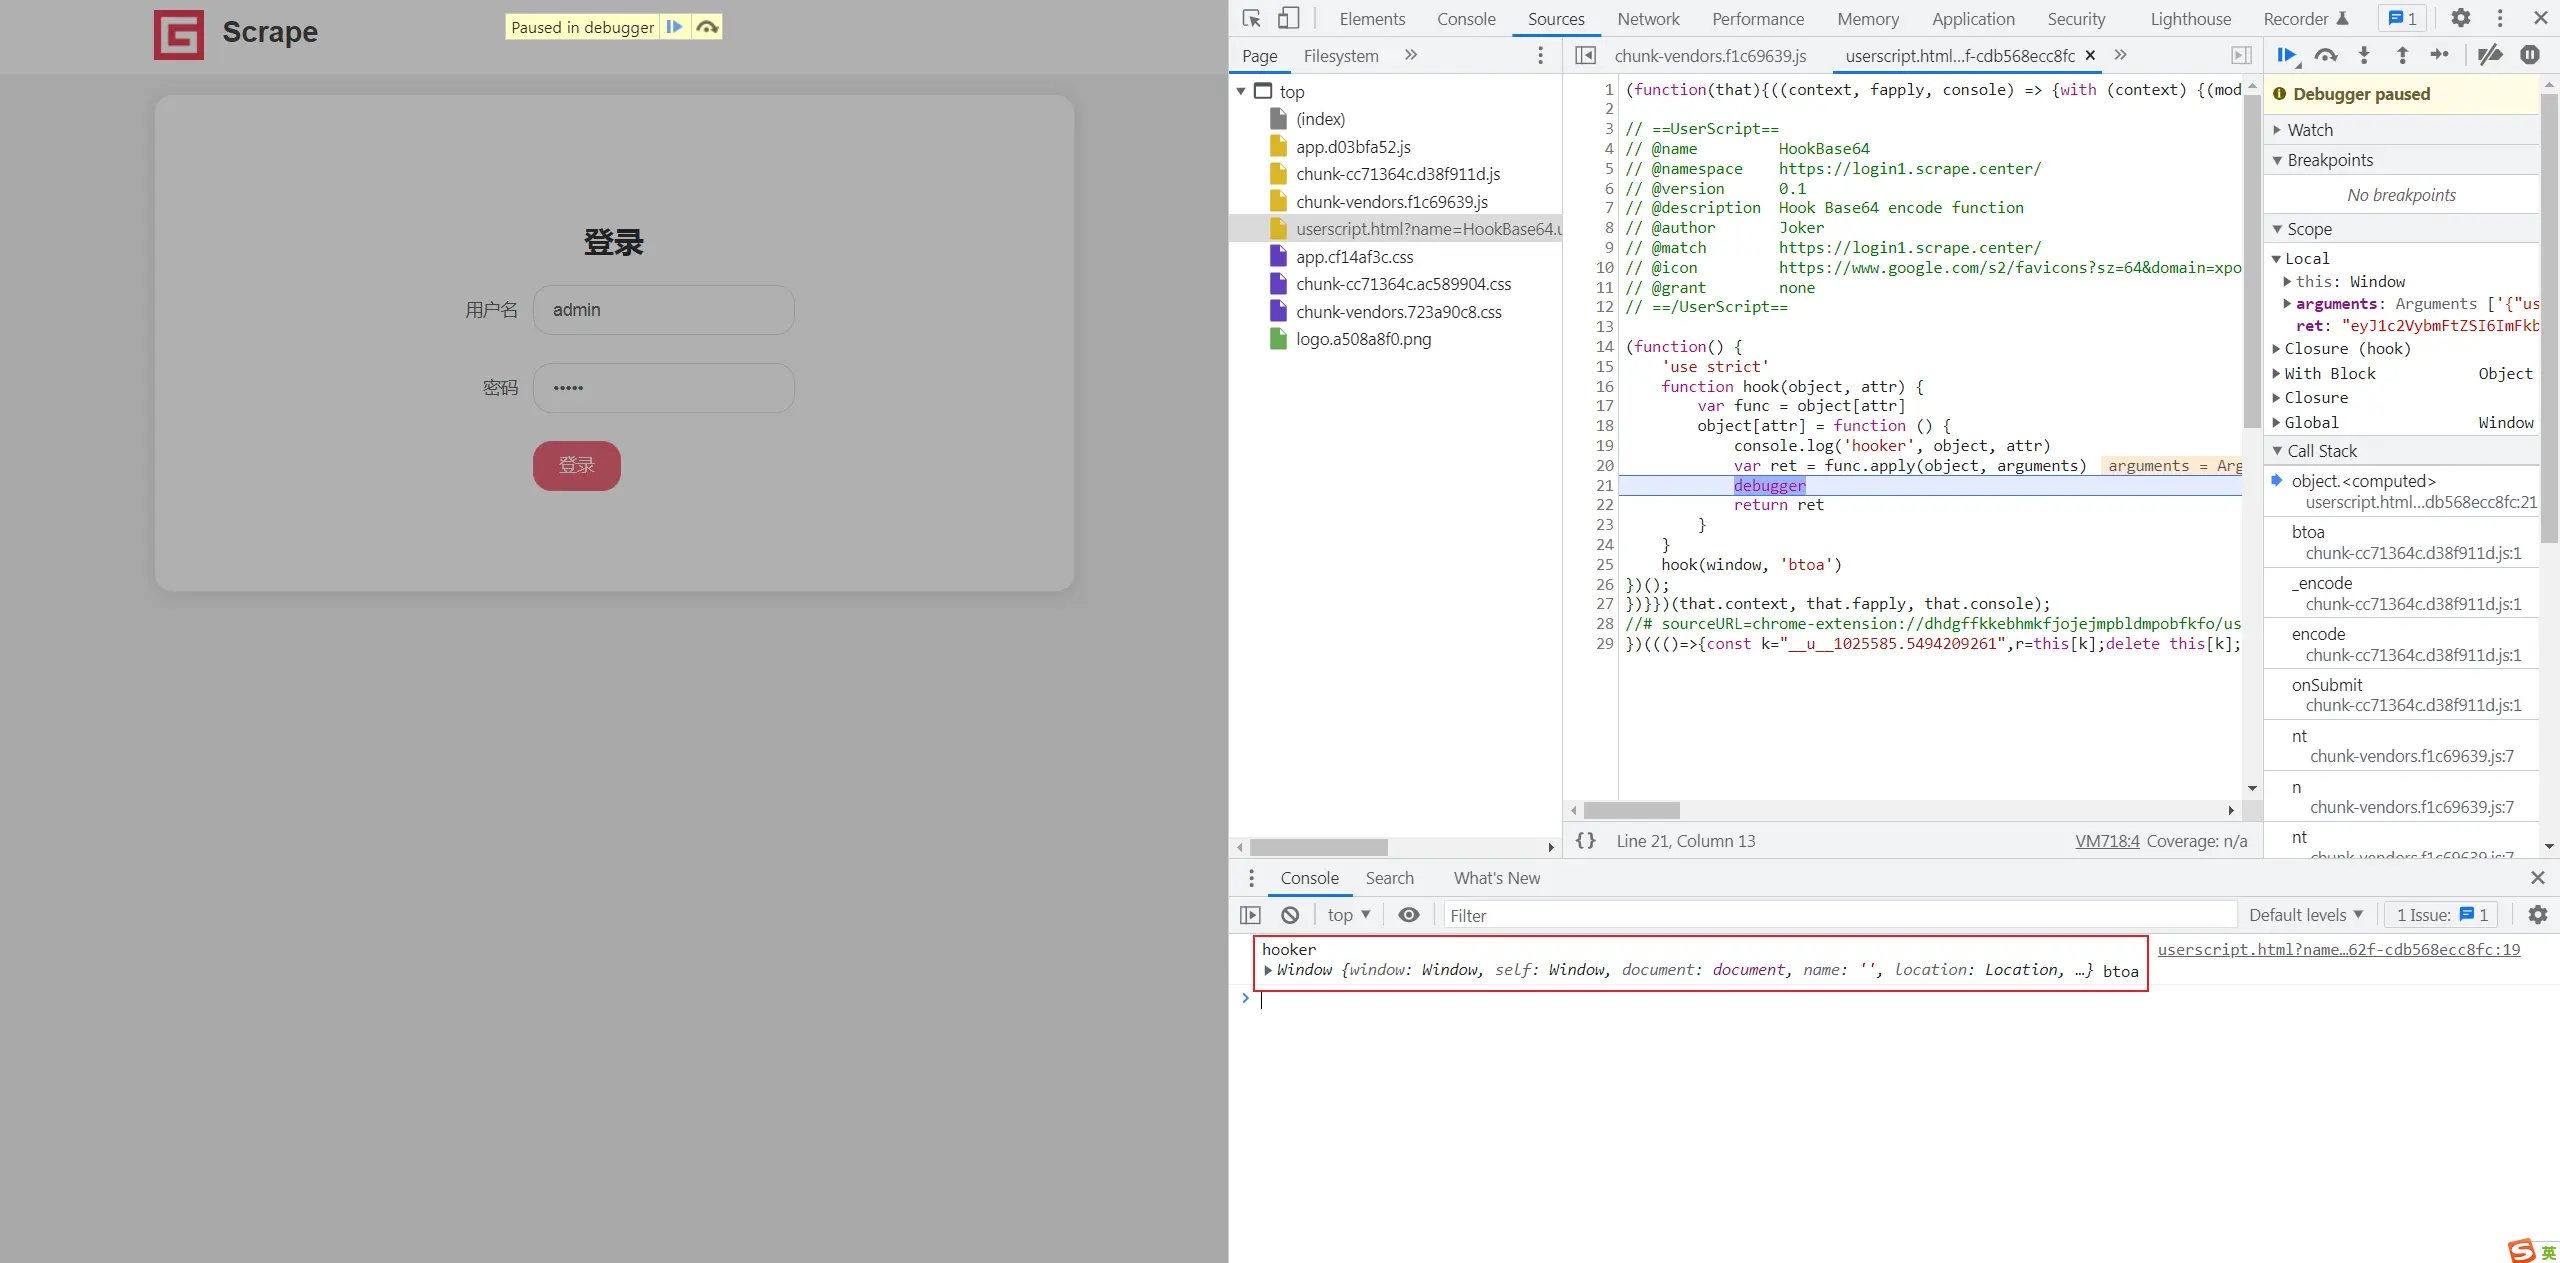 Scrape
Paused in debugger
登录
用户名
admin
密码
•••••
登录
Elements
Console
Sources
Network
Performance
Memory
Application
Security
Lighthouse
Recorder
1
Page
Filesystem
top
(index)
app.d03bfa52.js
chunk-cc71364c.d38f911d.js
chunk-vendors.f1c69639.js
userscript.html?name=HookBase64.u
app.cf14af3c.css
chunk-cc71364c.ac589904.css
chunk-vendors.723a90c8.css
logo.a508a8f0.png
chunk-vendors.f1c69639.js
userscript.html...f-cdb568ecc8fc
1 (function(that){((context, fapply, console) => {with (context) {(mod
2
3 // ==UserScript==
4 // @name         HookBase64
5 // @namespace    https://login1.scrape.center/
6 // @version      0.1
7 // @description  Hook Base64 encode function
8 // @author       Joker
9 // @match        https://login1.scrape.center/
10 // @icon         https://www.google.com/s2/favicons?sz=64&domain=xpo
11 // @grant        none
12 // ==/UserScript==
13
14 (function() {
15     'use strict'
16     function hook(object, attr) {
17         var func = object[attr]
18         object[attr] = function () {
19             console.log('hooker', object, attr)
20             var ret = func.apply(object, arguments)  arguments = Arg
21             debugger
22             return ret
23         }
24     }
25     hook(window, 'btoa')
26 })();
27 })}})(that.context, that.fapply, that.console);
28 //# sourceURL=chrome-extension://dhdgffkkebhmkfjojejmpbldmpobfkfo/us
29 })((()=>{const k="__u__1025585.5494209261",r=this[k];delete this[k];
{} Line 21, Column 13
VM718:4 Coverage: n/a
Debugger paused
Watch
Breakpoints
No breakpoints
Scope
Local
this: Window
arguments: Arguments ['{"us
ret: "eyJ1c2VybmFtZSI6ImFkb
Closure (hook)
With Block Object
Closure
Global Window
Call Stack
object.<computed>
userscript.html...db568ecc8fc:21
btoa
chunk-cc71364c.d38f911d.js:1
_encode
chunk-cc71364c.d38f911d.js:1
encode
chunk-cc71364c.d38f911d.js:1
onSubmit
chunk-cc71364c.d38f911d.js:1
nt
chunk-vendors.f1c69639.js:7
n
chunk-vendors.f1c69639.js:7
nt
chunk-vendors.f1c69639.js:7
Console
Search
What's New
top
Filter
Default levels
1 Issue: 1
hooker
userscript.html?name…62f-cdb568ecc8fc:19
Window {window: Window, self: Window, document: document, name: '', location: Location, …} btoa
英